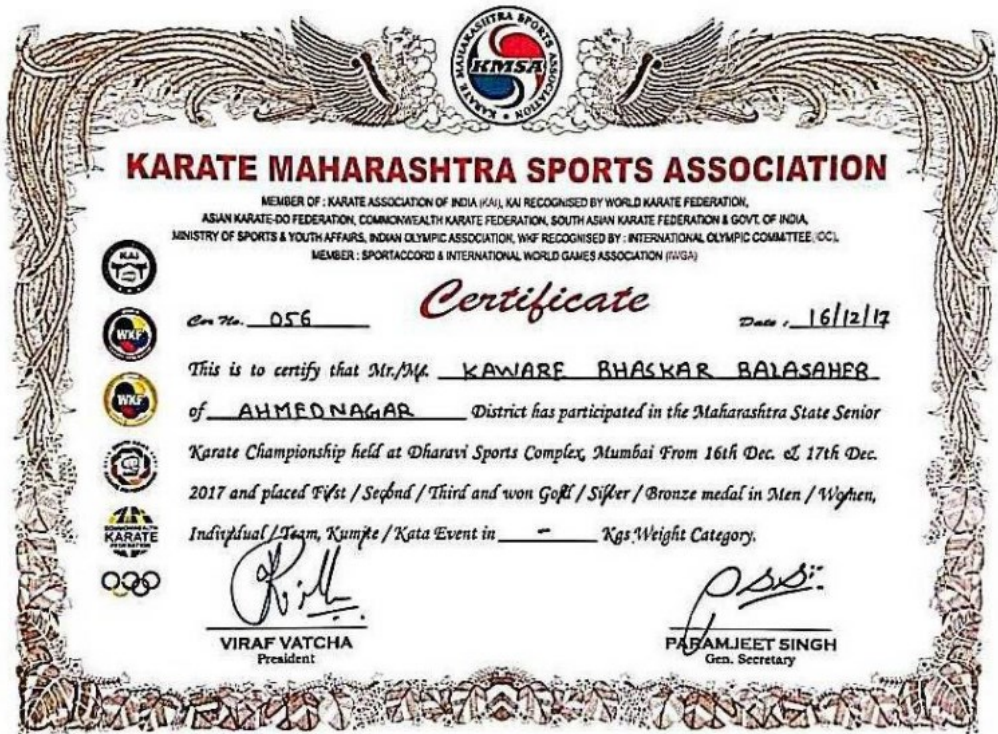 KARATE MAHARASHTRA SPORTS ASSOCIATION
KMSA
KARATE MAHARASHTRA SPORTS ASSOCIATION
MEMBER OF : KARATE ASSOCIATION OF INDIA (KAI), KAI RECOGNISED BY WORLD KARATE FEDERATION,
ASIAN KARATE-DO FEDERATION, COMMONWEALTH KARATE FEDERATION, SOUTH ASIAN KARATE FEDERATION & GOVT. OF INDIA,
MINISTRY OF SPORTS & YOUTH AFFAIRS, INDIAN OLYMPIC ASSOCIATION, WKF RECOGNISED BY : INTERNATIONAL OLYMPIC COMMITTEE (IOC),
MEMBER : SPORTACCORD & INTERNATIONAL WORLD GAMES ASSOCIATION (IWGA)
KAI
Certificate
Cer No. 056 Date : 16/12/17
WKF
This is to certify that Mr./Ms. KAWARE BHASKAR BALASAHEB
WKF
of AHMEDNAGAR District has participated in the Maharashtra State Senior
Karate Championship held at Dharavi Sports Complex, Mumbai From 16th Dec. & 17th Dec.
2017 and placed First / Second / Third and won Gold / Silver / Bronze medal in Men / Women,
COMMONWEALTH
KARATE
FEDERATION
Individual / Team, Kumite / Kata Event in - Kgs Weight Category.
VIRAF VATCHA PARAMJEET SINGH
President Gen. Secretary